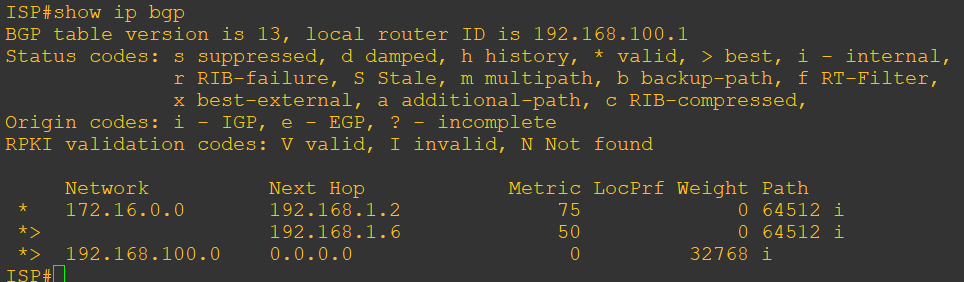 ISP#show ip bgp
BGP table version is 13, local router ID is 192.168.100.1
Status codes: s suppressed, d damped, h history, * valid, > best, i - internal,
              r RIB-failure, S Stale, m multipath, b backup-path, f RT-Filter,
              x best-external, a additional-path, c RIB-compressed,
Origin codes: i - IGP, e - EGP, ? - incomplete
RPKI validation codes: V valid, I invalid, N Not found

     Network          Next Hop            Metric LocPrf Weight Path
 *   172.16.0.0       192.168.1.2             75             0 64512 i
 *>                   192.168.1.6             50             0 64512 i
 *>  192.168.100.0    0.0.0.0                  0         32768 i
ISP#